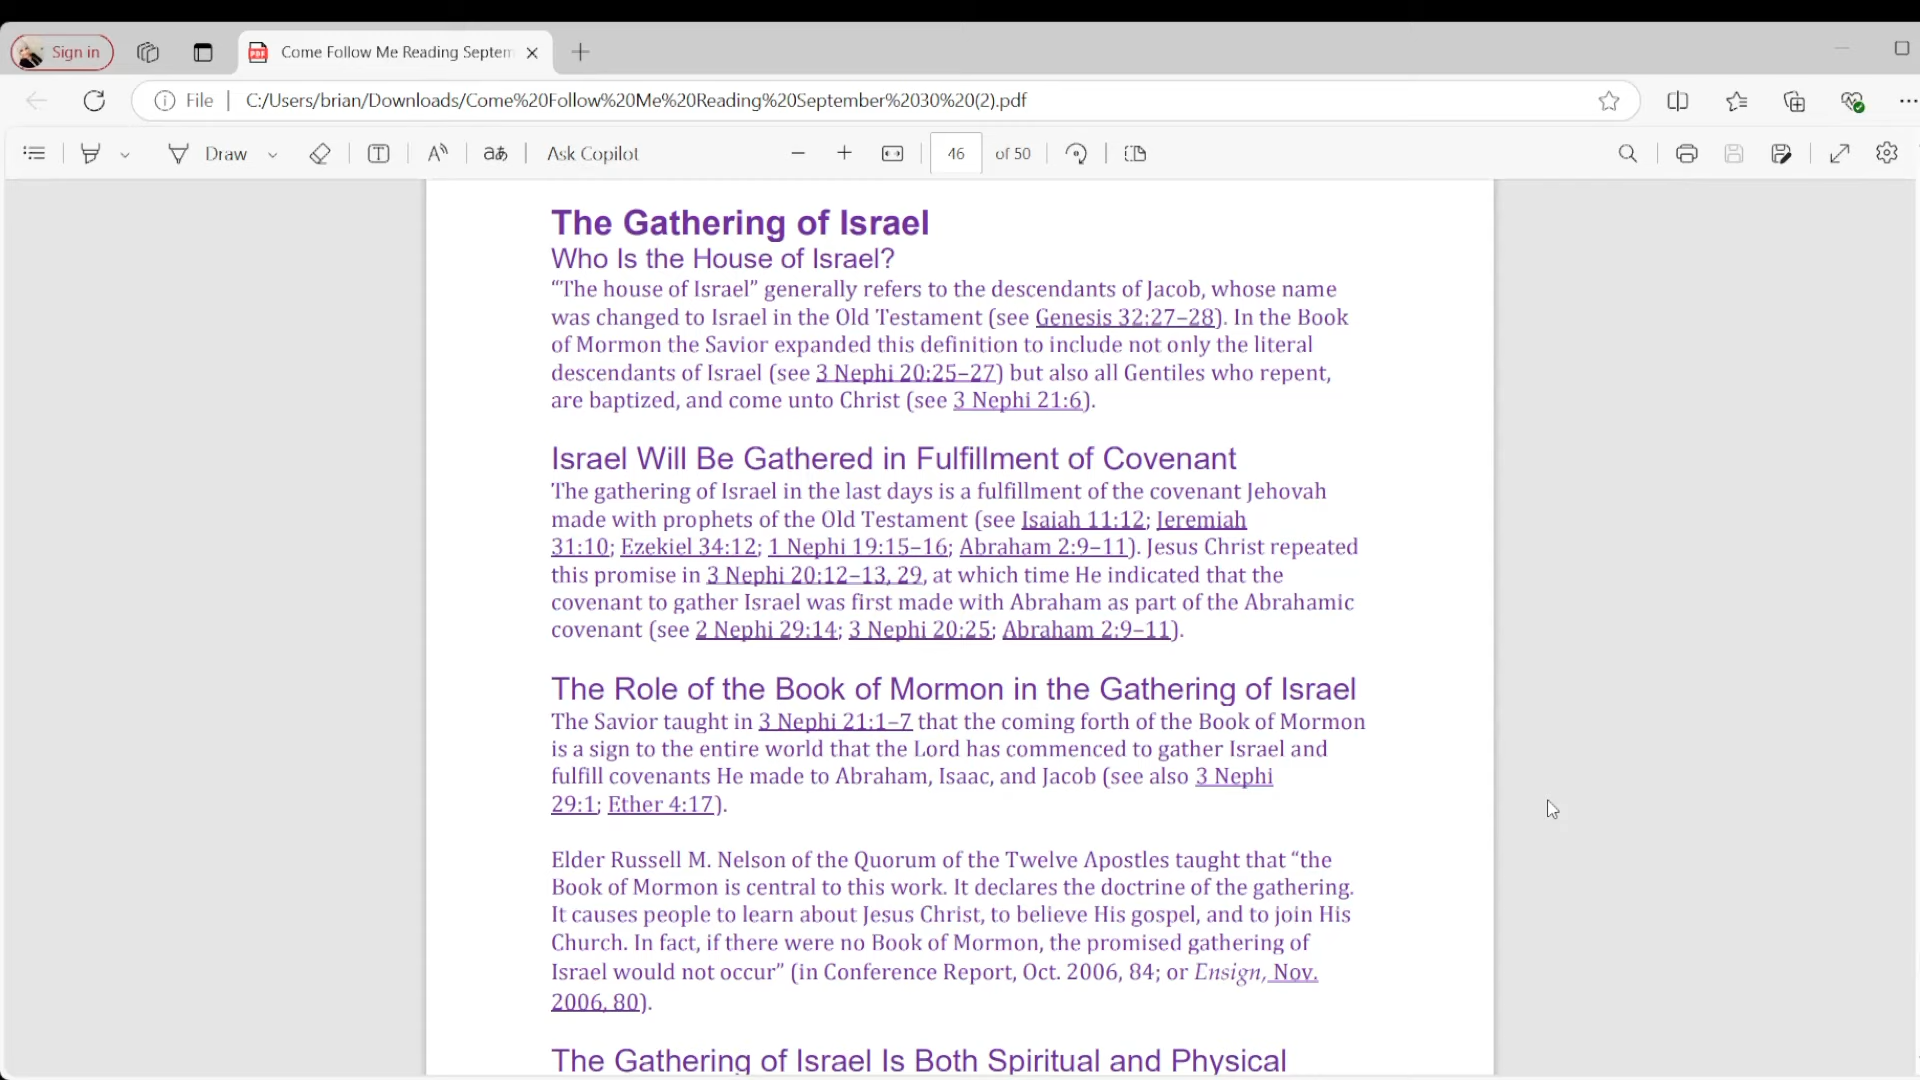 Sign in
Come Follow Me Reading Septem
File
C:/Users/brian/Downloads/Come%20Follow%20Me%20Reading%20September%2030%20(2).pdf
Draw
aあ
Ask Copilot
46 of 50
The Gathering of Israel
Who Is the House of Israel?
“The house of Israel” generally refers to the descendants of Jacob, whose name
was changed to Israel in the Old Testament (see Genesis 32:27–28). In the Book
of Mormon the Savior expanded this definition to include not only the literal
descendants of Israel (see 3 Nephi 20:25–27) but also all Gentiles who repent,
are baptized, and come unto Christ (see 3 Nephi 21:6).
Israel Will Be Gathered in Fulfillment of Covenant
The gathering of Israel in the last days is a fulfillment of the covenant Jehovah
made with prophets of the Old Testament (see Isaiah 11:12; Jeremiah
31:10; Ezekiel 34:12; 1 Nephi 19:15–16; Abraham 2:9–11). Jesus Christ repeated
this promise in 3 Nephi 20:12–13, 29, at which time He indicated that the
covenant to gather Israel was first made with Abraham as part of the Abrahamic
covenant (see 2 Nephi 29:14; 3 Nephi 20:25; Abraham 2:9–11).
The Role of the Book of Mormon in the Gathering of Israel
The Savior taught in 3 Nephi 21:1–7 that the coming forth of the Book of Mormon
is a sign to the entire world that the Lord has commenced to gather Israel and
fulfill covenants He made to Abraham, Isaac, and Jacob (see also 3 Nephi
29:1; Ether 4:17).
Elder Russell M. Nelson of the Quorum of the Twelve Apostles taught that “the
Book of Mormon is central to this work. It declares the doctrine of the gathering.
It causes people to learn about Jesus Christ, to believe His gospel, and to join His
Church. In fact, if there were no Book of Mormon, the promised gathering of
Israel would not occur” (in Conference Report, Oct. 2006, 84; or Ensign, Nov.
2006, 80).
The Gathering of Israel Is Both Spiritual and Physical